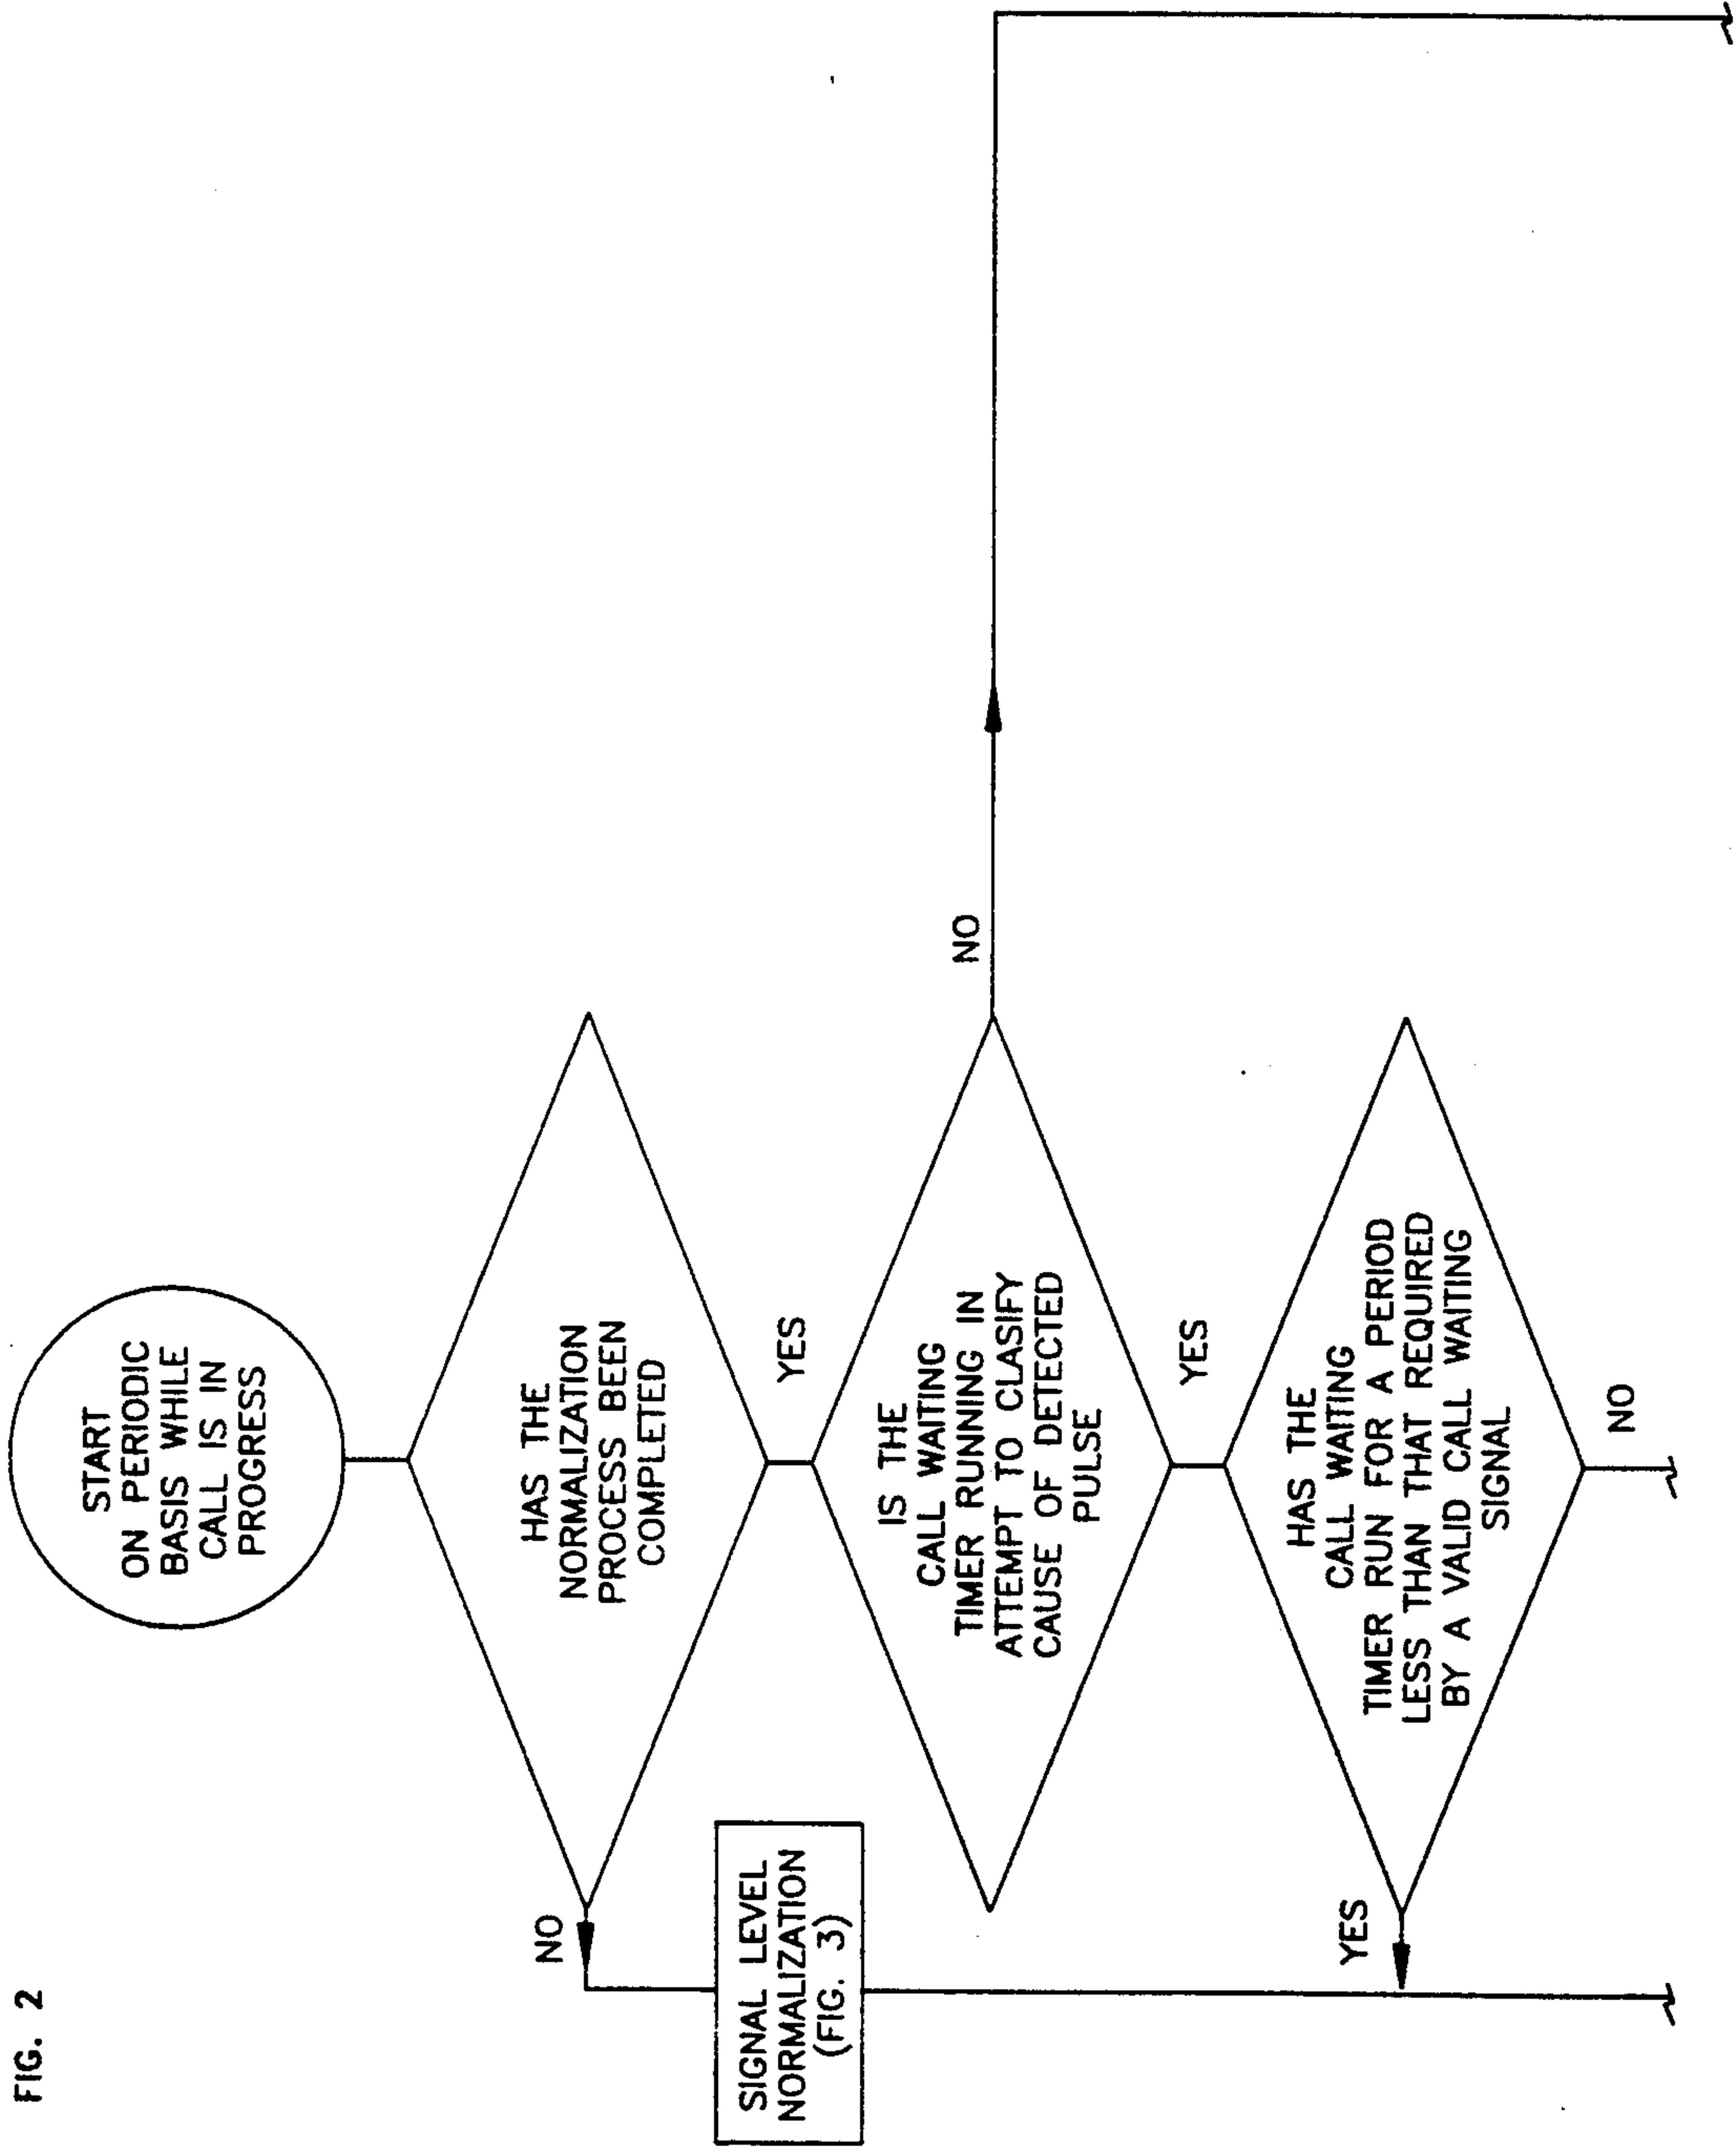 FIG. 2
START
ON PERIODIC
BASIS WHILE
CALL IS IN
PROGRESS
HAS THE
NORMALIZATION
PROCESS BEEN
COMPLETED
NO
YES
SIGNAL LEVEL
NORMALIZATION
(FIG. 3)
IS THE
CALL WAITING
TIMER RUNNING IN
ATTEMPT TO CLASIFY
CAUSE OF DETECTED
PULSE
NO
YES
HAS THE
CALL WAITING
TIMER RUN FOR A PERIOD
LESS THAN THAT REQUIRED
BY A VALID CALL WAITING
SIGNAL
YES
NO